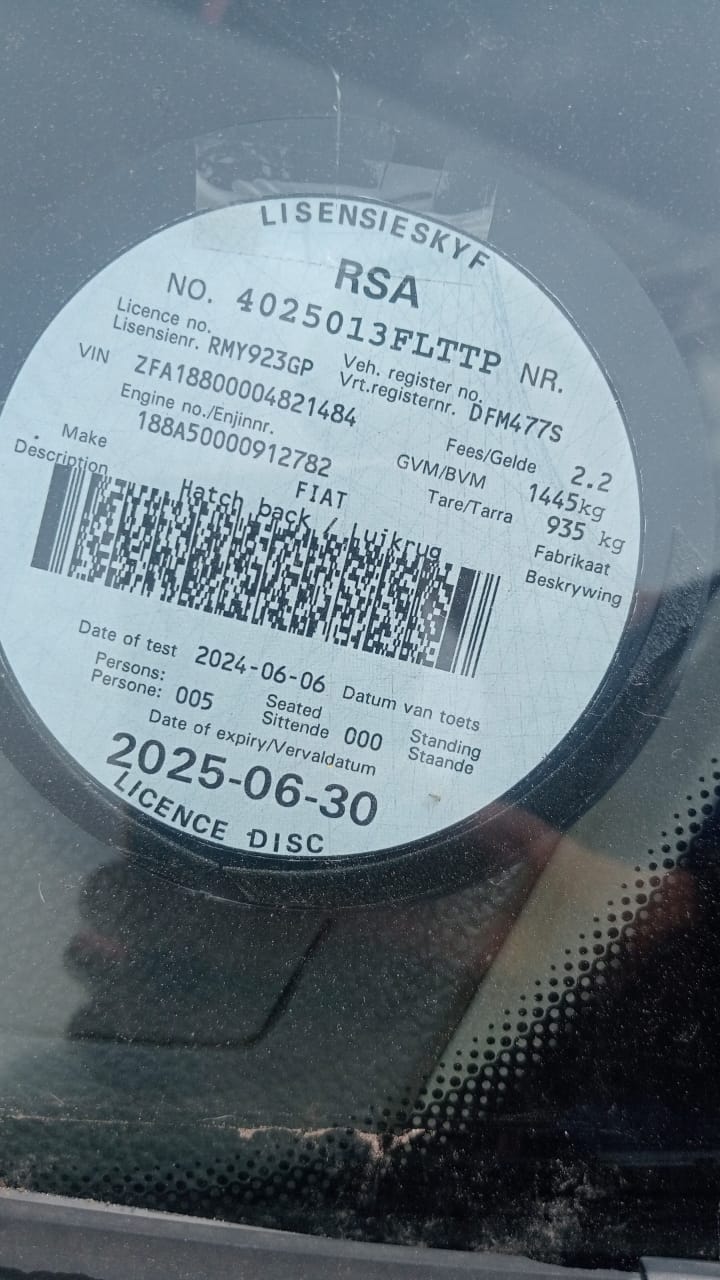 LISENSIESKYF
RSA
NO. 4025013FLTTP NR.
Licence no. Veh. register no.
Lisensienr. RMY923GP Vrt.registernr. DFM477S
VIN ZFA18800004821484 Fees/Gelde 2.2
Engine no./Enjinnr. GVM/BVM 1445kg
188A50000912782 Tare/Tarra 935 kg
Make FIAT Fabrikaat
Description Hatch back / Luikrug Beskrywing
Date of test 2024-06-06 Datum van toets
Persons: Seated Standing
Persone: 005 Sittende 000 Staande
Date of expiry/Vervaldatum
2025-06-30
LICENCE DISC